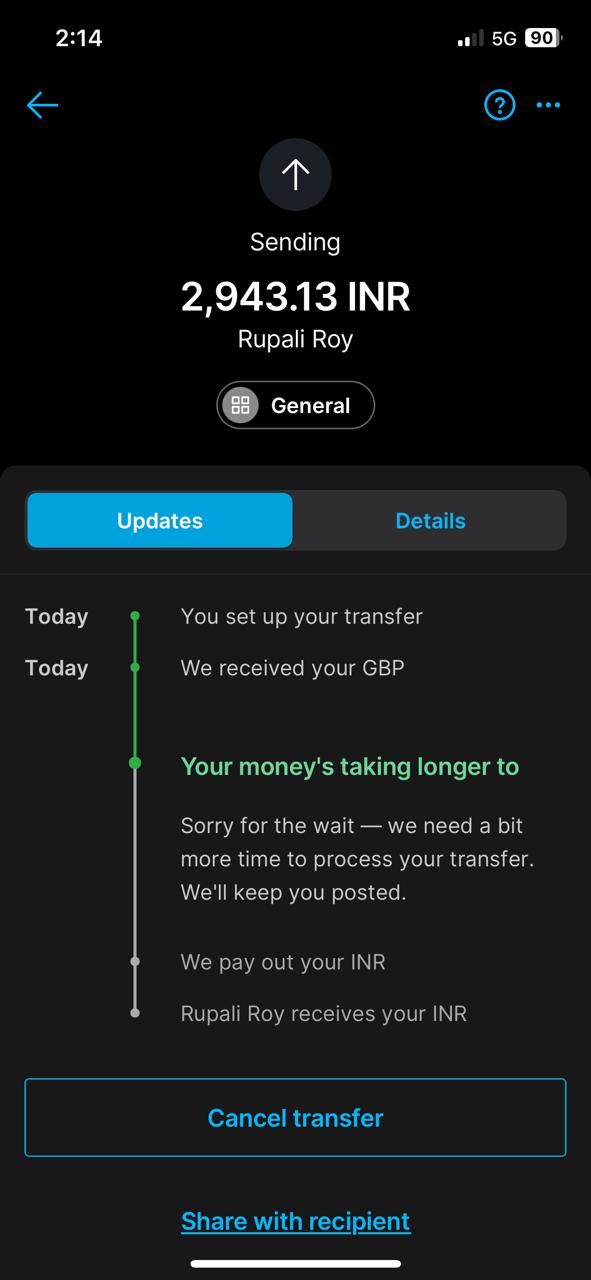 2:14
5G
90
?
Sending
2,943.13 INR
Rupali Roy
General
Updates
Details
Today
You set up your transfer
Today
We received your GBP
Your money's taking longer to
Sorry for the wait — we need a bit
more time to process your transfer.
We'll keep you posted.
We pay out your INR
Rupali Roy receives your INR
Cancel transfer
Share with recipient